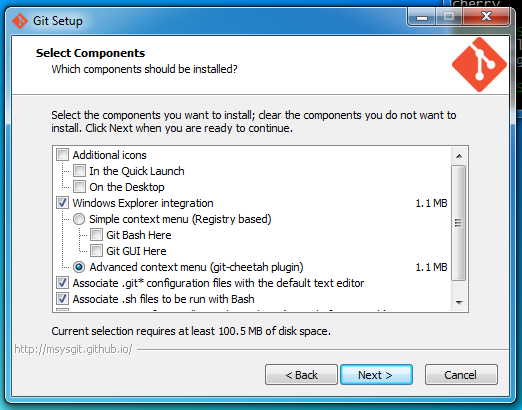 Git Setup
Select Components
Which components should be installed?
Select the components you want to install; clear the components you do not want to
install. Click Next when you are ready to continue.
Additional icons
In the Quick Launch
On the Desktop
Windows Explorer integration 1.1 MB
Simple context menu (Registry based)
Git Bash Here
Git GUI Here
Advanced context menu (git-cheetah plugin) 1.1 MB
Associate .git* configuration files with the default text editor
Associate .sh files to be run with Bash
Current selection requires at least 100.5 MB of disk space.
http://msysgit.github.io/
< Back
Next >
Cancel
cherry